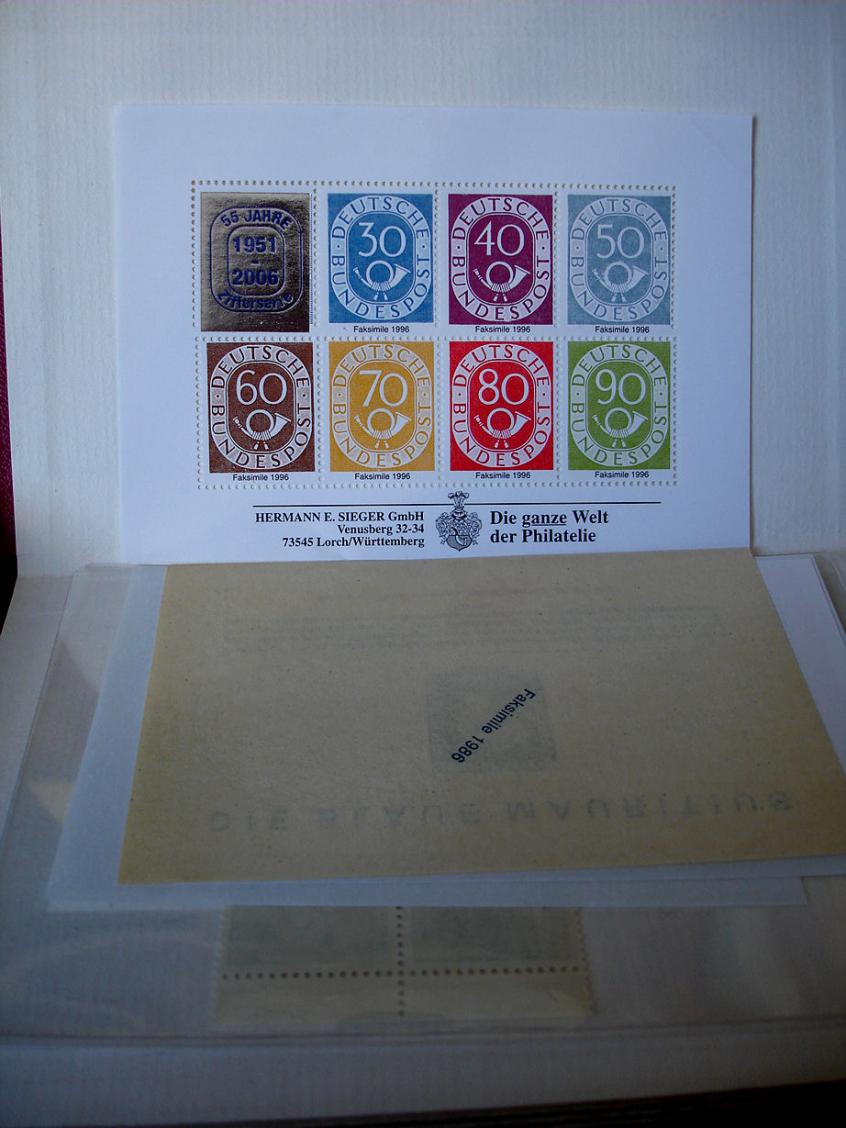 55 JAHRE
1951
-
2006
Ziffernserie
DEUTSCHE
30
BUNDESPOST
Faksimile 1996
DEUTSCHE
40
BUNDESPOST
Faksimile 1996
DEUTSCHE
50
BUNDESPOST
Faksimile 1996
DEUTSCHE
60
BUNDESPOST
Faksimile 1996
DEUTSCHE
70
BUNDESPOST
Faksimile 1996
DEUTSCHE
80
BUNDESPOST
Faksimile 1996
DEUTSCHE
90
BUNDESPOST
Faksimile 1996
HERMANN E. SIEGER GmbH
Venusberg 32-34
73545 Lorch/Württemberg
Die ganze Welt
der Philatelie
Faksimile 1986
DIE BLAUE MAURITIUS